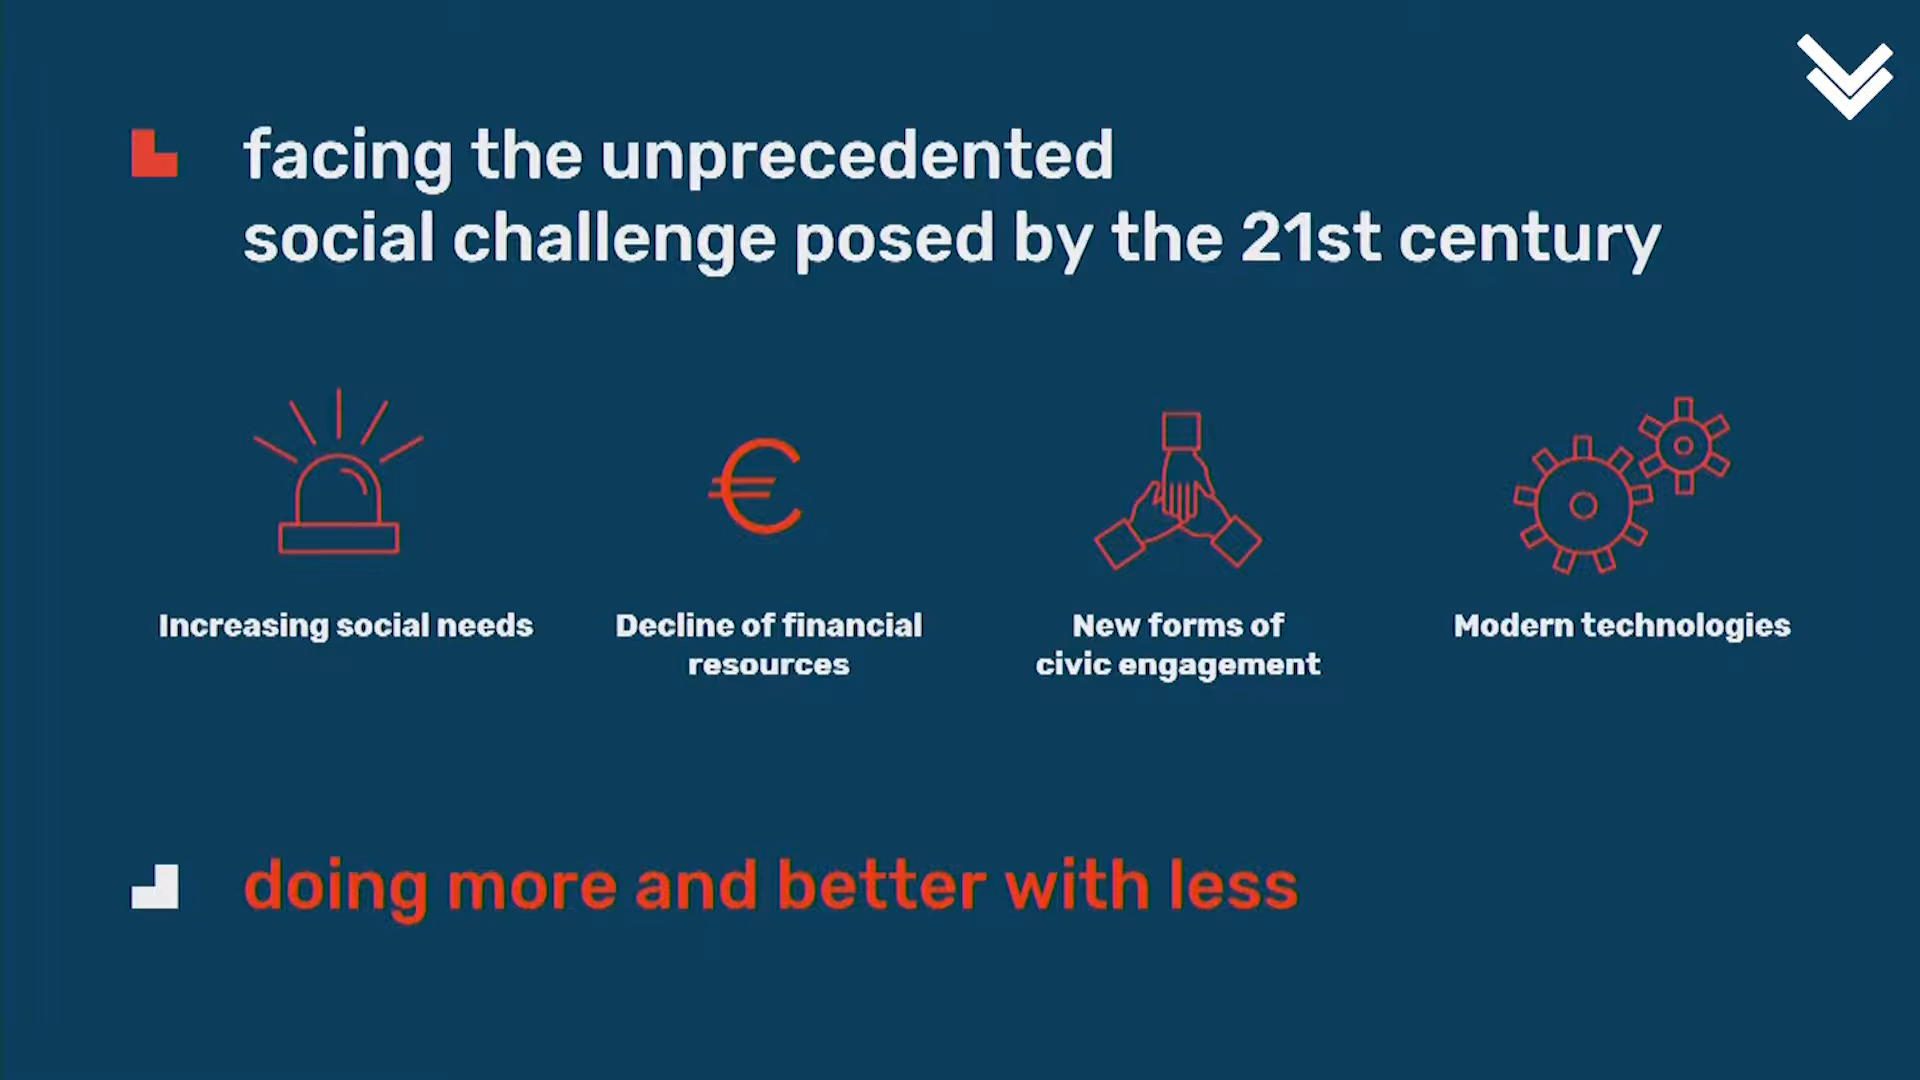 facing the unprecedented
social challenge posed by the 21st century
€
Increasing social needs
Decline of financial
resources
New forms of
civic engagement
Modern technologies
doing more and better with less